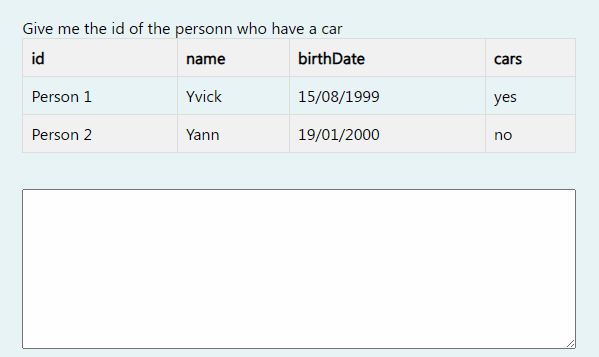 Give me the id of the personn who have a car
id name birthDate cars
Person 1 Yvick 15/08/1999 yes
Person 2 Yann 19/01/2000 no